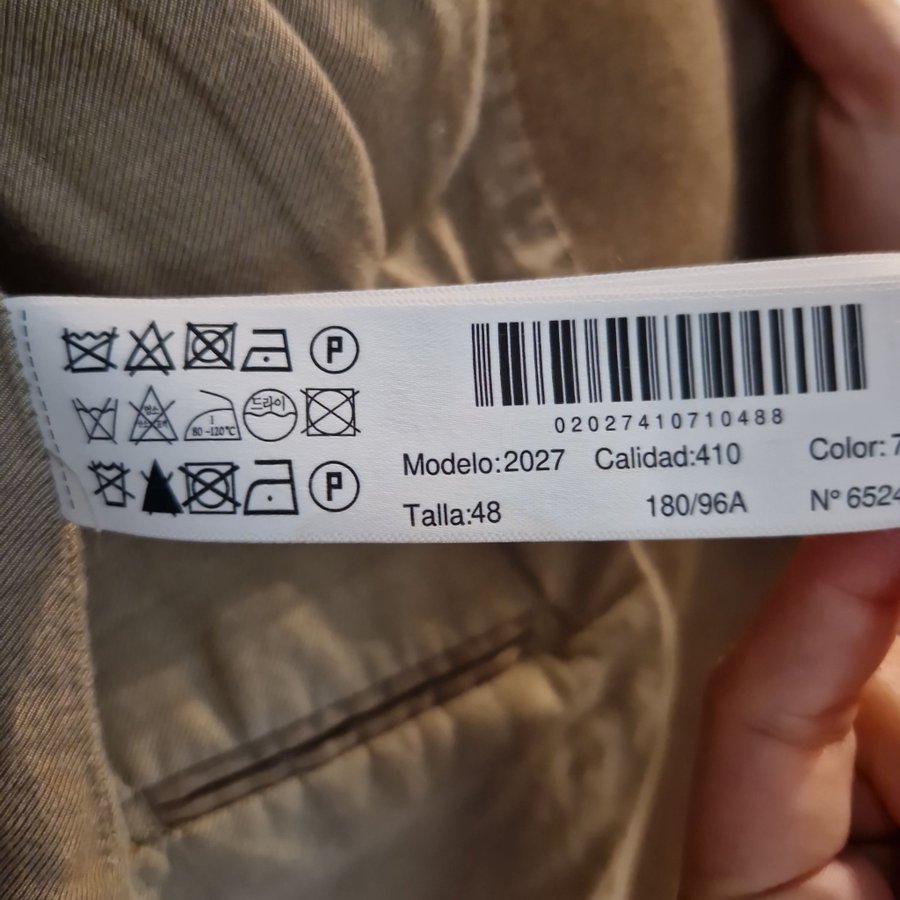 P
드라이
80 ~120℃
P
02027410710488
Modelo:2027 Calidad:410 Color:7
Talla:48 180/96A Nº 6524